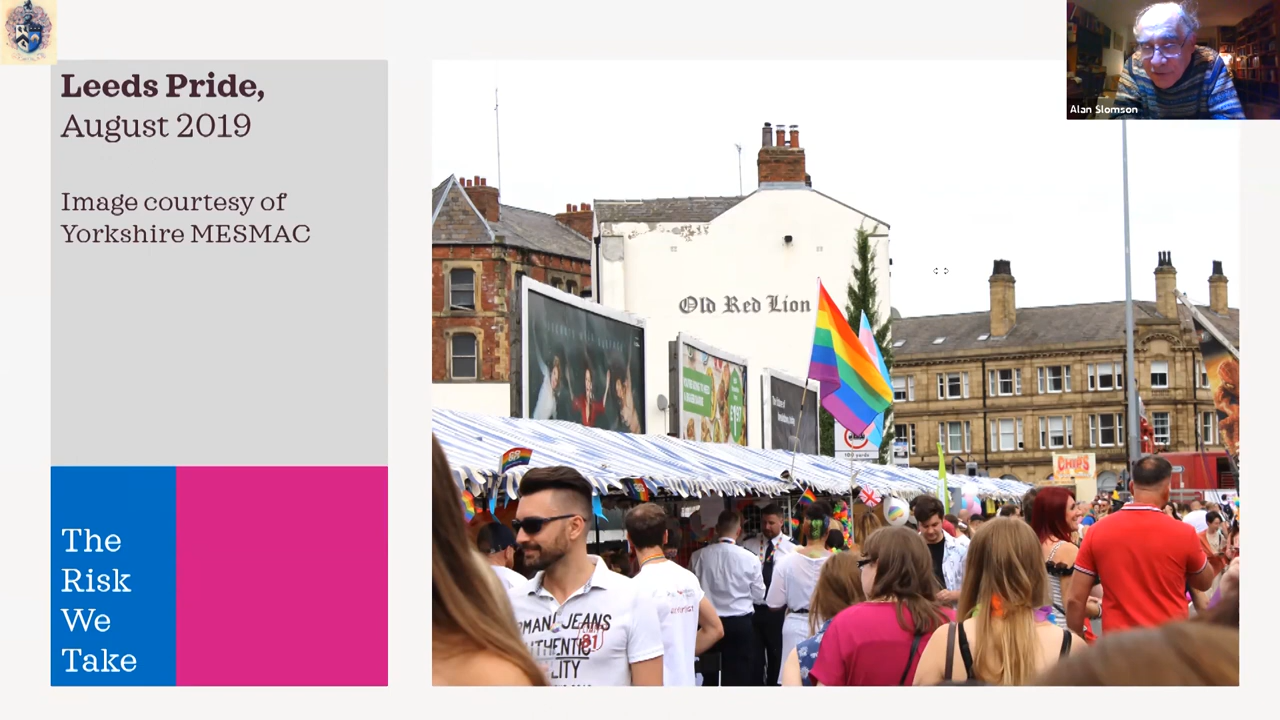 Leeds Pride,
August 2019
Image courtesy of
Yorkshire MESMAC
The
Risk
We
Take
Alan Slomson
Old Red Lion
100 yards
CHIPS
JEANS